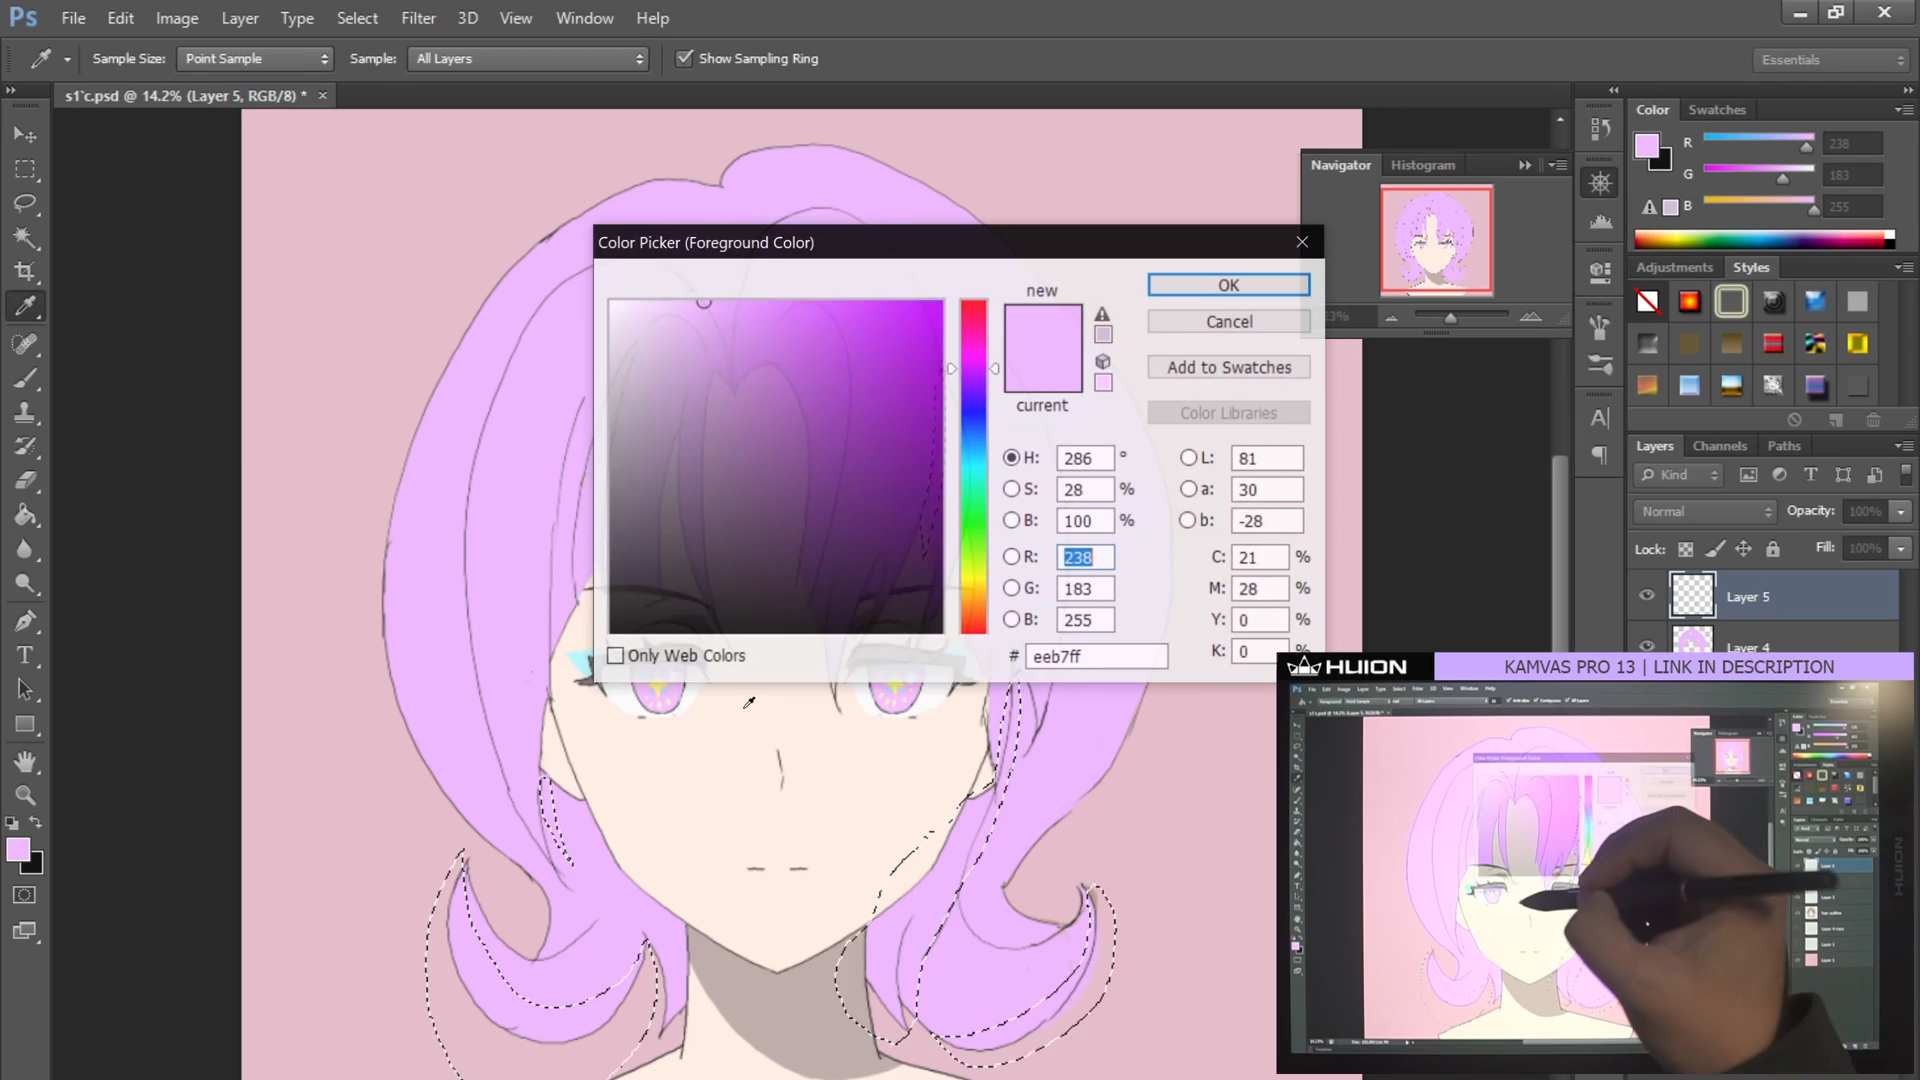 Ps File Edit Image Layer Type Select Filter 3D View Window Help
Sample Size: Point Sample Sample: All Layers Show Sampling Ring Essentials
s1`c.psd @ 14.2% (Layer 5, RGB/8) *
Color Swatches
R 238
G 183
B 255
Navigator Histogram
Adjustments Styles
Color Picker (Foreground Color)
new
current
OK
Cancel
Add to Swatches
Color Libraries
H: 286 °
S: 28 %
B: 100 %
R: 238
G: 183
B: 255
# eeb7ff
L: 81
a: 30
b: -28
C: 21 %
M: 28 %
Y: 0 %
K: 0 %
Only Web Colors
Layers Channels Paths
Kind
Normal Opacity: 100%
Lock: Fill: 100%
Layer 5
Layer 4
HUION KAMVAS PRO 13 | LINK IN DESCRIPTION
HUION